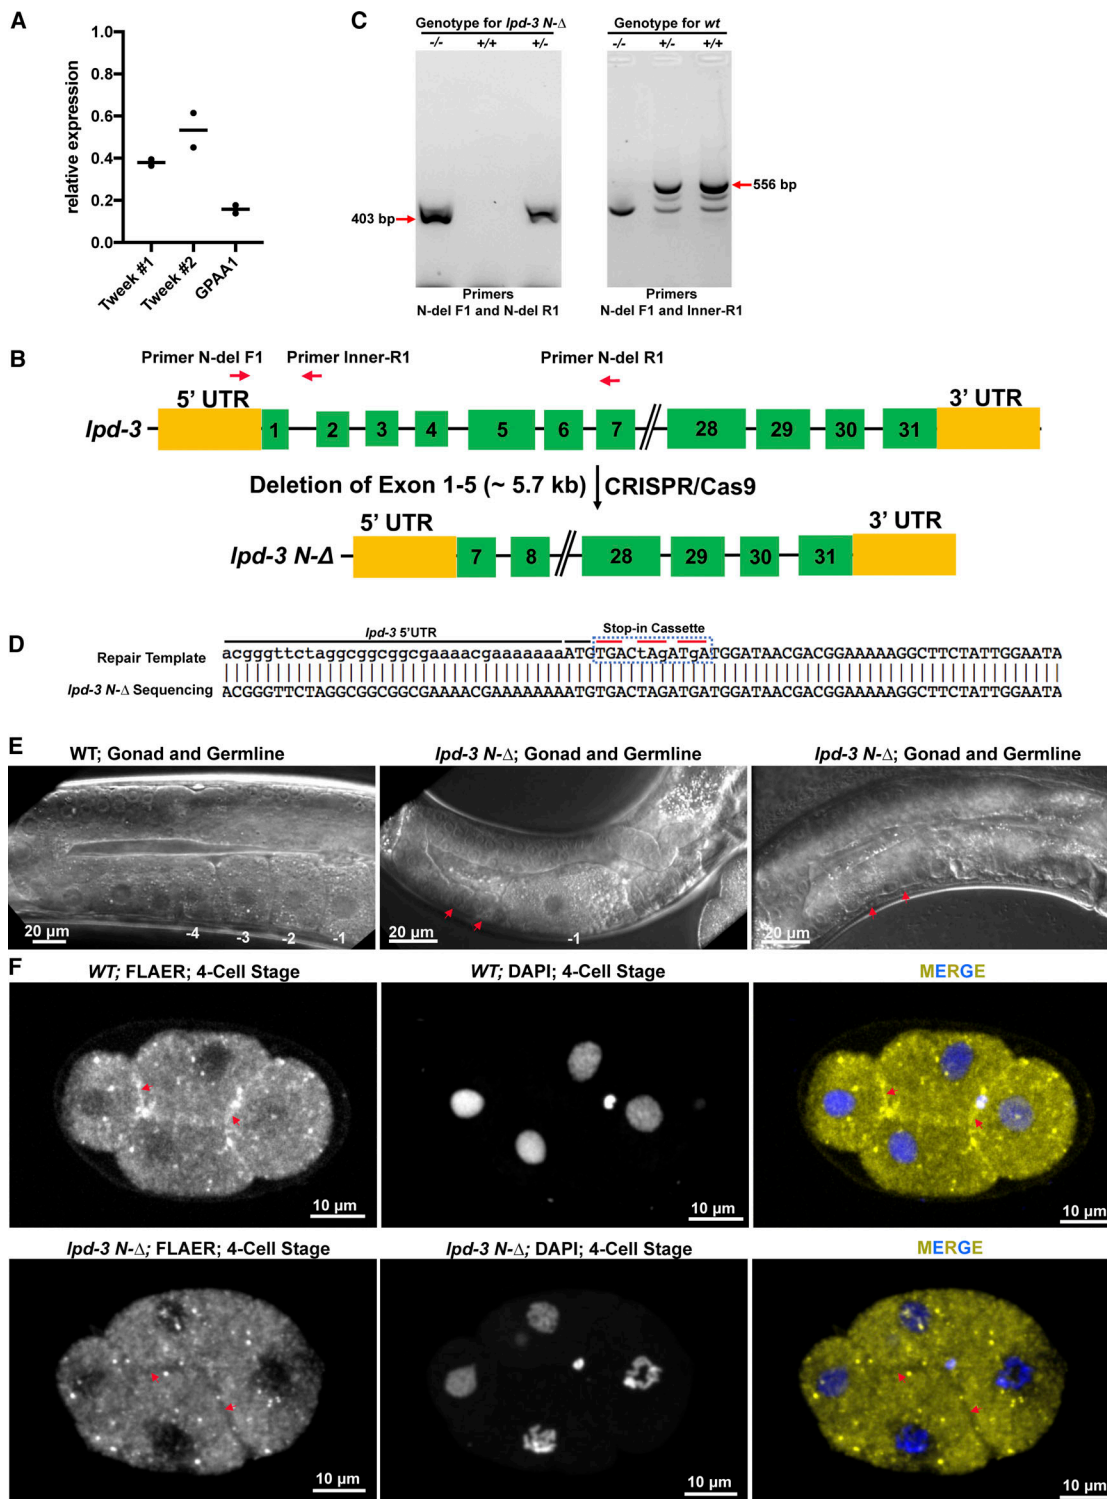 A
relative expression
1.0
0.8
0.6
0.4
0.2
0.0
Tweek #1
Tweek #2
GPAA1
C
Genotype for lpd-3 N-Δ
-/- +/+ +/-
403 bp
Primers
N-del F1 and N-del R1
Genotype for wt
-/- +/- +/+
556 bp
Primers
N-del F1 and Inner-R1
B
Primer N-del F1
Primer Inner-R1
Primer N-del R1
5’ UTR
3’ UTR
lpd-3
1 2 3 4 5 6 7 28 29 30 31
Deletion of Exon 1-5 (~ 5.7 kb)
CRISPR/Cas9
5’ UTR
3’ UTR
lpd-3 N-Δ
7 8 28 29 30 31
D
lpd-3 5’UTR
Stop-in Cassette
Repair Template
acgggttctaggcggcggcgaaaacgaaaaaaaATGTGACtAgATgATGGATAACGACGGAAAAAGGCTTCTATTGGAATA
lpd-3 N-Δ Sequencing
ACGGGTTCTAGGCGGCGGCGAAAACGAAAAAAAATGTGACTAGATGATGGATAACGACGGAAAAAGGCTTCTATTGGAATA
E
WT; Gonad and Germline
20 µm
-4 -3 -2 -1
lpd-3 N-Δ; Gonad and Germline
20 µm
-1
lpd-3 N-Δ; Gonad and Germline
20 µm
F
WT; FLAER; 4-Cell Stage
10 µm
WT; DAPI; 4-Cell Stage
10 µm
MERGE
10 µm
lpd-3 N-Δ; FLAER; 4-Cell Stage
10 µm
lpd-3 N-Δ; DAPI; 4-Cell Stage
10 µm
MERGE
10 µm